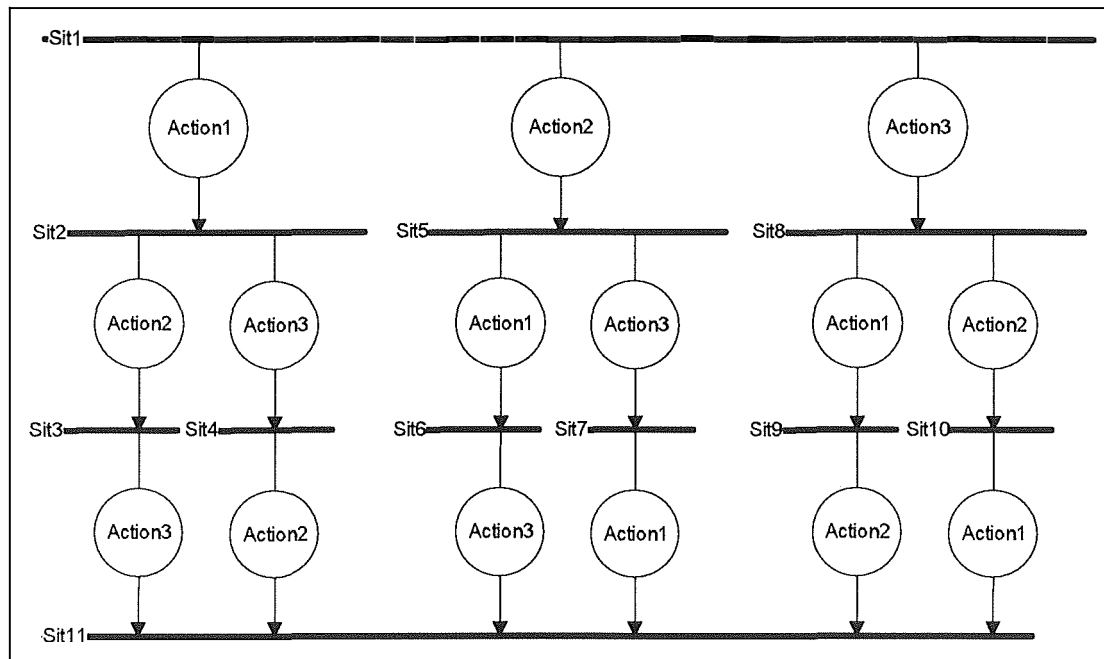 Sit1
Action1 Action2 Action3
Sit2 Sit5 Sit8
Action2 Action3 Action1 Action3 Action1 Action2
Sit3 Sit4 Sit6 Sit7 Sit9 Sit10
Action3 Action2 Action3 Action1 Action2 Action1
Sit11